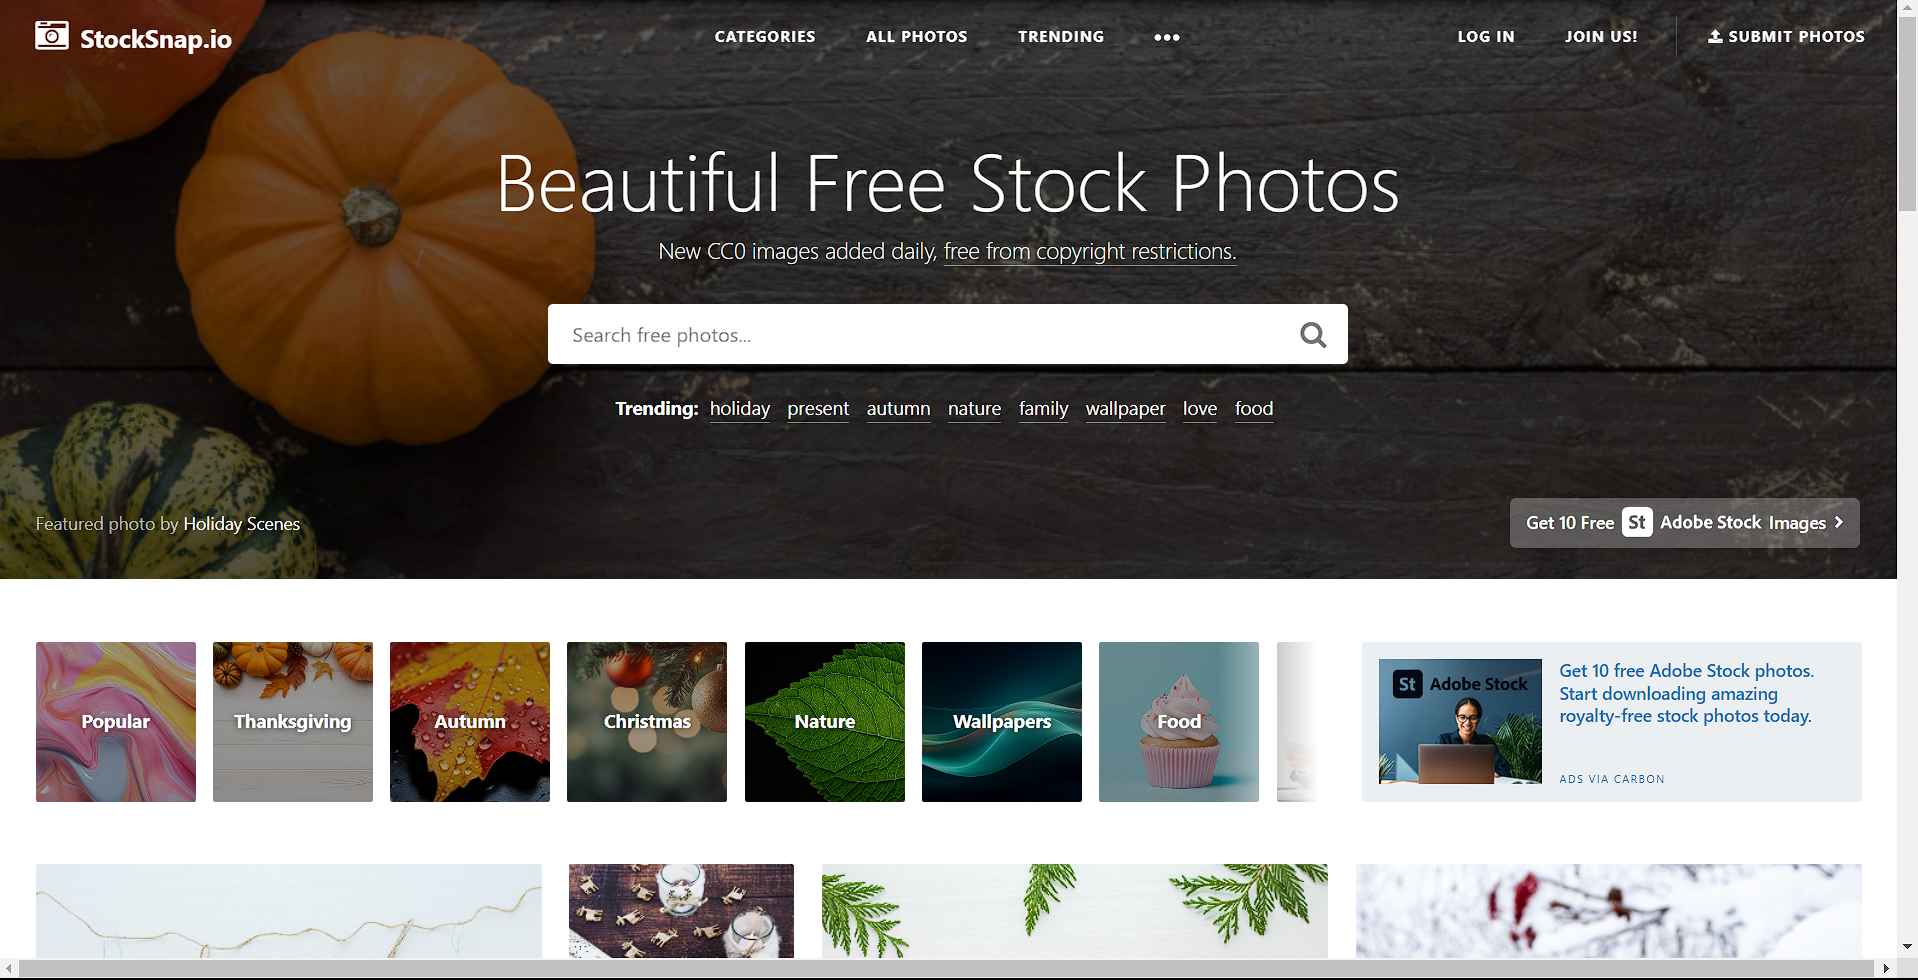 StockSnap.io
CATEGORIES
ALL PHOTOS
TRENDING
LOG IN
JOIN US!
SUBMIT PHOTOS
Beautiful Free Stock Photos
New CC0 images added daily, free from copyright restrictions.
Search free photos...
Trending: holiday present autumn nature family wallpaper love food
Featured photo by Holiday Scenes
Get 10 Free St Adobe Stock Images
Popular
Thanksgiving
Autumn
Christmas
Nature
Wallpapers
Food
St Adobe Stock
Get 10 free Adobe Stock photos.
Start downloading amazing
royalty-free stock photos today.
ADS VIA CARBON